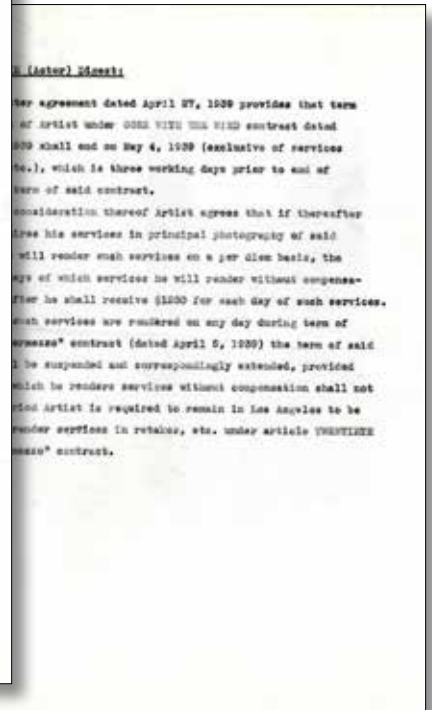 (Actor) Digest:
ter agreement dated April 27, 1939 provides that term
of Artist under GONE WITH THE WIND contract dated
939 shall end on May 4, 1939 (exclusive of services
tc.), which is three working days prior to end of
term of said contract.
consideration thereof Artist agrees that if thereafter
ires his services in principal photography of said
will render such services on a per diem basis, the
ays of which services he will render without compensa-
fter he shall receive $1250 for each day of such services.
such services are rendered on any day during term of
ermezzo" contract (dated April 5, 1939) the term of said
l be suspended and correspondingly extended, provided
which he renders services without compensation shall not
riod Artist is required to remain in Los Angeles to be
render services in retakes, etc. under article TWENTIETH
mezzo" contract.